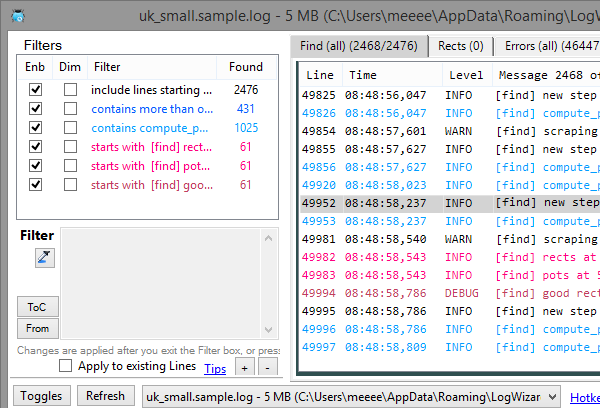 uk_small.sample.log - 5 MB (C:\Users\meeee\AppData\Roaming\LogWiz
Filters
Enb Dim Filter Found
include lines starting ... 2476
contains more than o... 431
contains compute_p... 1025
starts with [find] rect... 61
starts with [find] pot... 61
starts with [find] goo... 61
Filter
ToC
From
Changes are applied after you exit the Filter box, or press
Apply to existing Lines Tips + -
Find (all) (2468/2476) Rects (0) Errors (all) (46447
Line Time Level Message 2468 of
49825 08:48:56,047 INFO [find] new step
49826 08:48:56,047 INFO [find] compute_p
49854 08:48:57,601 WARN [find] scraping
49855 08:48:57,627 INFO [find] new step
49856 08:48:57,627 INFO [find] compute_p
49920 08:48:58,023 INFO [find] compute_p
49952 08:48:58,237 INFO [find] new step
49953 08:48:58,237 INFO [find] compute_p
49981 08:48:58,540 WARN [find] scraping
49982 08:48:58,543 INFO [find] rects at
49983 08:48:58,543 INFO [find] pots at 5
49994 08:48:58,786 DEBUG [find] good rect
49995 08:48:58,786 INFO [find] new step
49996 08:48:58,786 INFO [find] compute_p
49997 08:48:58,809 INFO [find] compute_p
Toggles Refresh uk_small.sample.log - 5 MB (C:\Users\meeee\AppData\Roaming\LogWizar Hotke